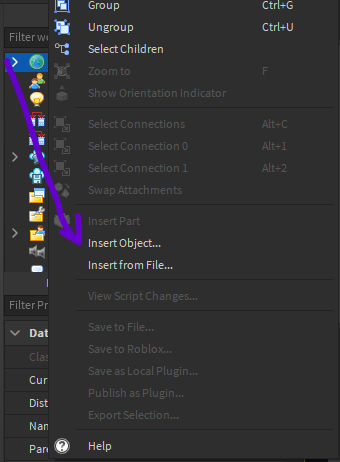 Group Ctrl+G
Ungroup Ctrl+U
Filter we
Select Children
Zoom to F
Show Orientation Indicator
Select Connections Alt+C
Select Connection 0 Alt+1
Select Connection 1 Alt+2
Swap Attachments
Insert Part
Insert Object...
Insert from File...
View Script Changes...
Filter Pr
Save to File...
Dat
Save to Roblox...
Clas
Save as Local Plugin...
Cur
Publish as Plugin...
Dist
Export Selection...
Nan
Help
Pare